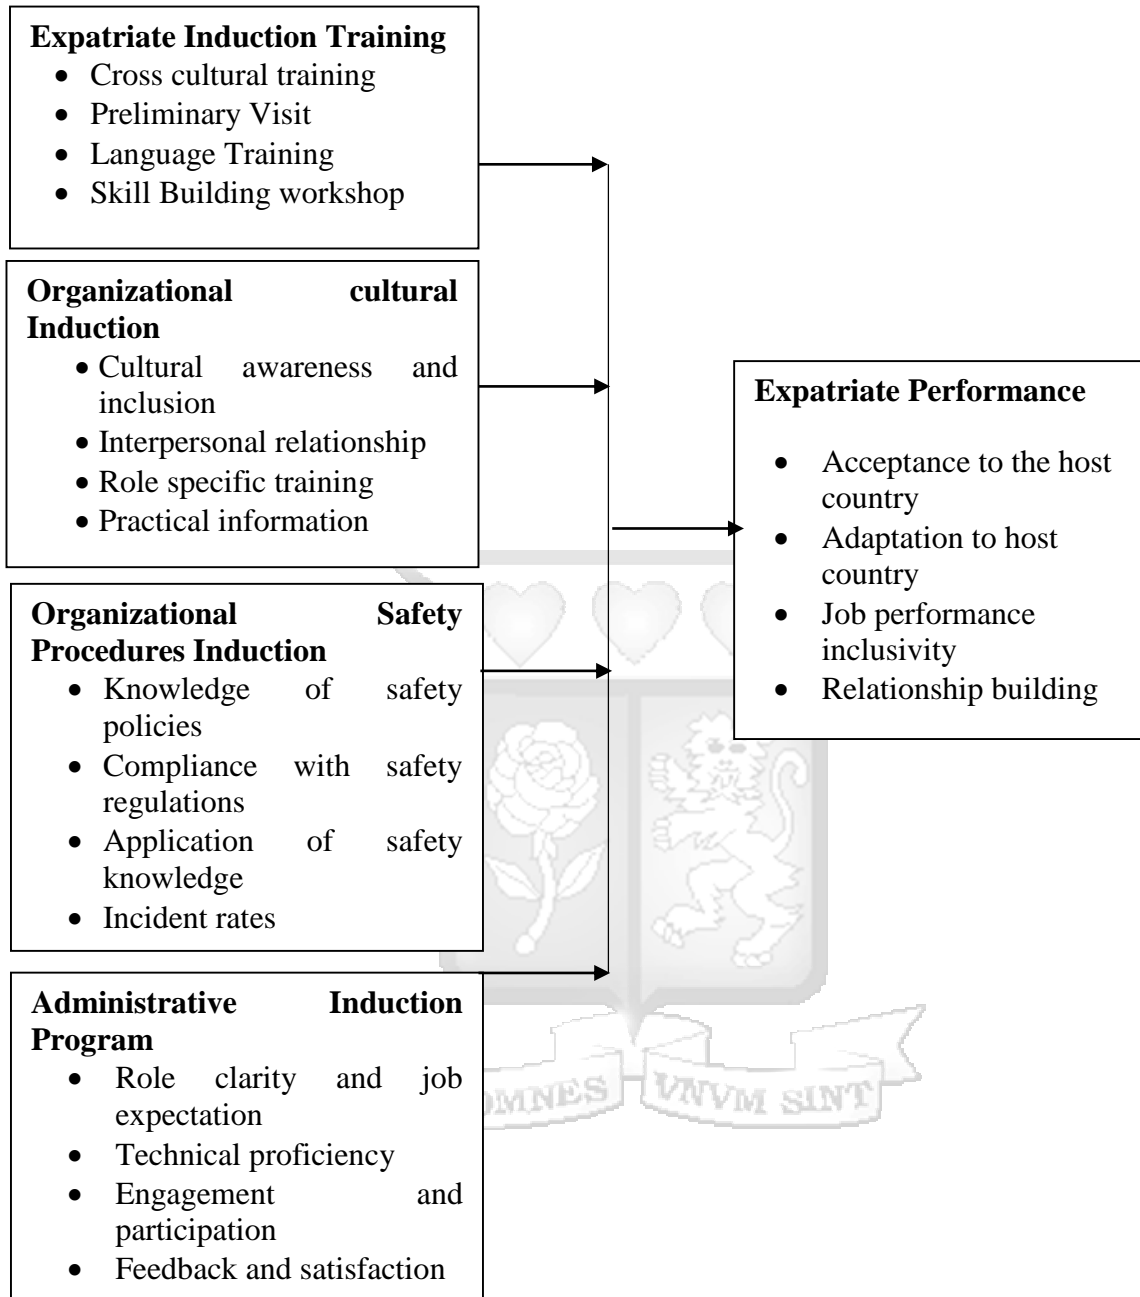 Expatriate Induction Training
• Cross cultural training
• Preliminary Visit
• Language Training
• Skill Building workshop
Organizational cultural
Induction
• Cultural awareness and
inclusion
• Interpersonal relationship
• Role specific training
• Practical information
Organizational Safety
Procedures Induction
• Knowledge of safety
policies
• Compliance with safety
regulations
• Application of safety
knowledge
• Incident rates
Administrative Induction
Program
• Role clarity and job
expectation
• Technical proficiency
• Engagement and
participation
• Feedback and satisfaction
Expatriate Performance
• Acceptance to the host
country
• Adaptation to host
country
• Job performance
inclusivity
• Relationship building
OMNES VNVM SINT